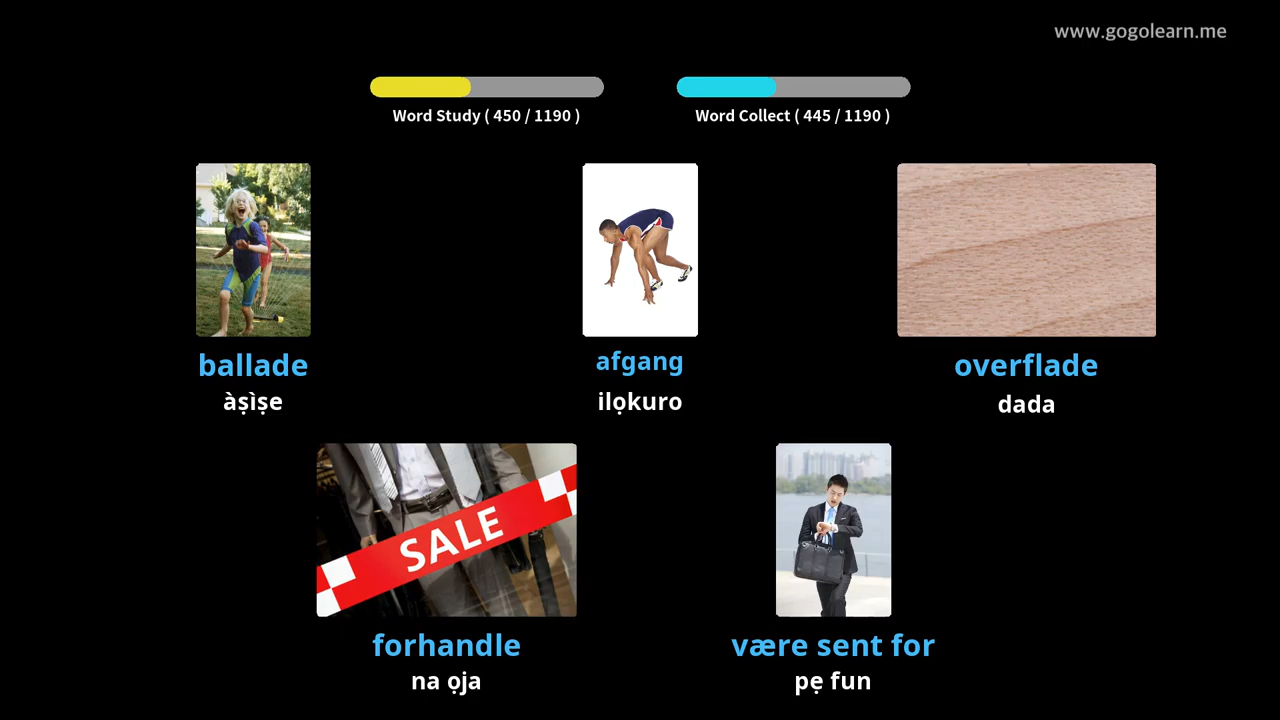 www.gogolearn.me
Word Study ( 450 / 1190 )
Word Collect ( 445 / 1190 )
ballade
àṣìṣe
afgang
ilọkuro
overflade
dada
SALE
forhandle
na ọja
være sent for
pẹ fun